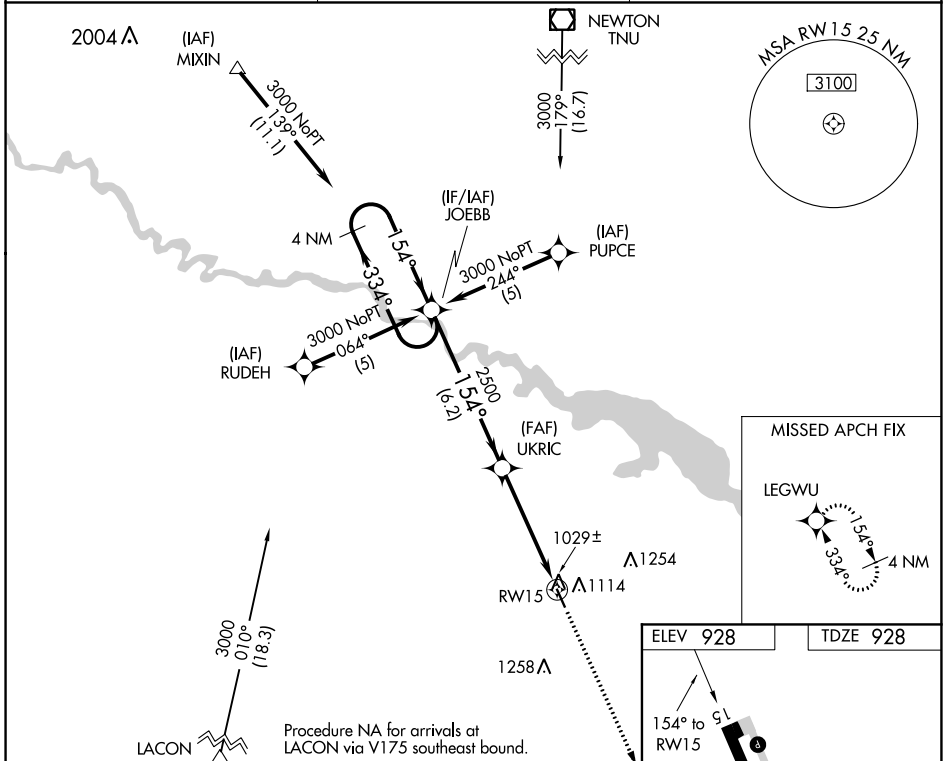 2004
(IAF)
MIXIN
3000 NoPT
139°
(11.1)
NEWTON
TNU
3000
179°
(16.7)
MSA RW15 25 NM
3100
(IF/IAF)
JOEBB
4 NM
154°
334°
(IAF)
PUPCE
3000 NoPT
244°
(5)
3000 NoPT
064°
(5)
(IAF)
RUDEH
2500
154°
(6.2)
(FAF)
UKRIC
MISSED APCH FIX
LEGWU
154°
334°
4 NM
1029±
1254
1114
RW15
3000
010°
(18.3)
1258
ELEV 928
TDZE 928
154° to
RW15
15
P
LACON
Procedure NA for arrivals at
LACON via V175 southeast bound.